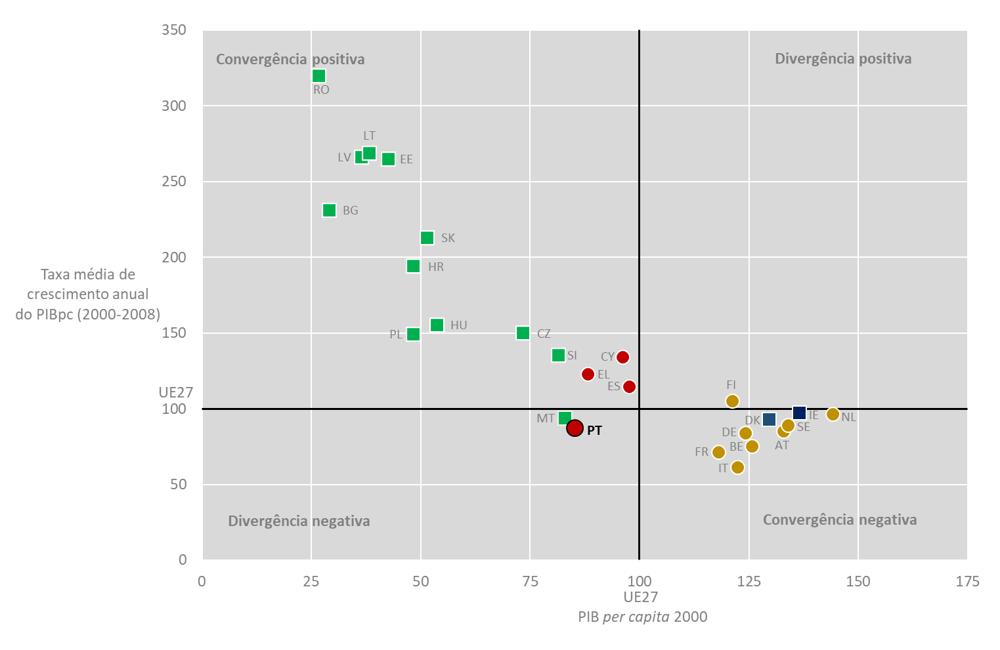 350
Convergência positiva
Divergência positiva
RO
300
LT
LV
EE
250
BG
SK
200
HR
Taxa média de
crescimento anual
do PIBpc (2000-2008)
HU
PL
CZ
150
SI
CY
EL
ES
FI
UE27
100
MT
PT
DK
IE
NL
SE
DE
AT
BE
FR
IT
50
Divergência negativa
Convergência negativa
0
0 25 50 75 100 125 150 175
UE27
PIB per capita 2000